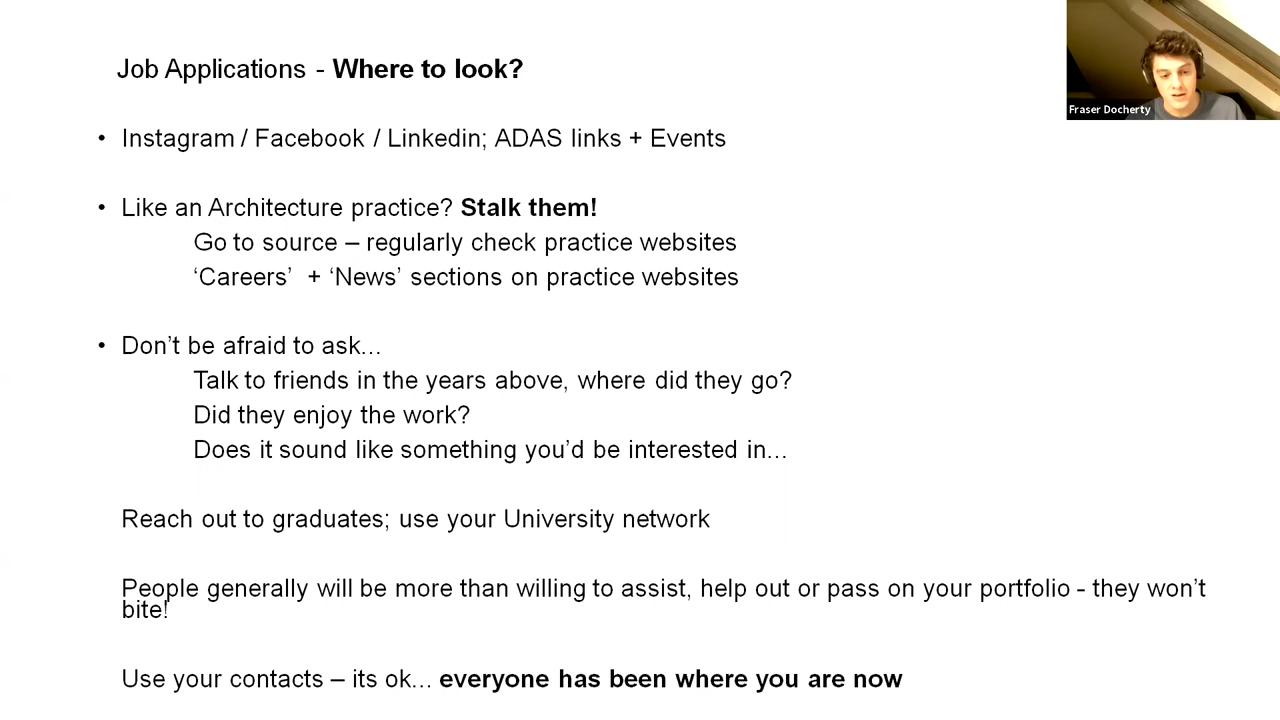 Job Applications - Where to look?
Fraser Docherty
• Instagram / Facebook / Linkedin; ADAS links + Events
• Like an Architecture practice? Stalk them!
Go to source – regularly check practice websites
‘Careers’  + ‘News’ sections on practice websites
• Don’t be afraid to ask...
Talk to friends in the years above, where did they go?
Did they enjoy the work?
Does it sound like something you’d be interested in...
Reach out to graduates; use your University network
People generally will be more than willing to assist, help out or pass on your portfolio - they won’t
bite!
Use your contacts – its ok... everyone has been where you are now